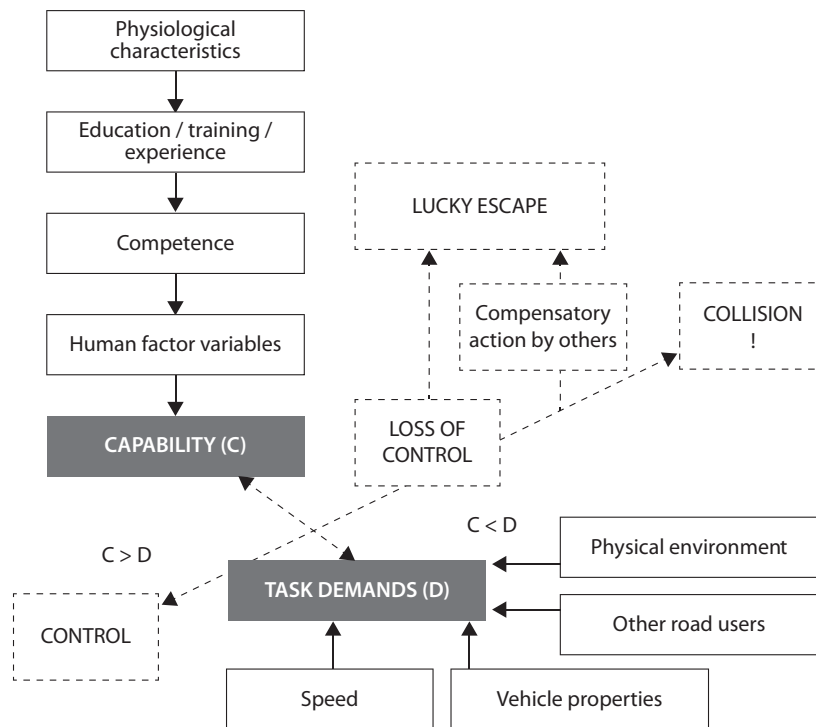 Physiological
characteristics
Education / training /
experience
Competence
Human factor variables
CAPABILITY (C)
LUCKY ESCAPE
Compensatory
action by others
COLLISION
!
LOSS OF
CONTROL
C > D
C < D
Physical environment
TASK DEMANDS (D)
Other road users
CONTROL
Speed
Vehicle properties